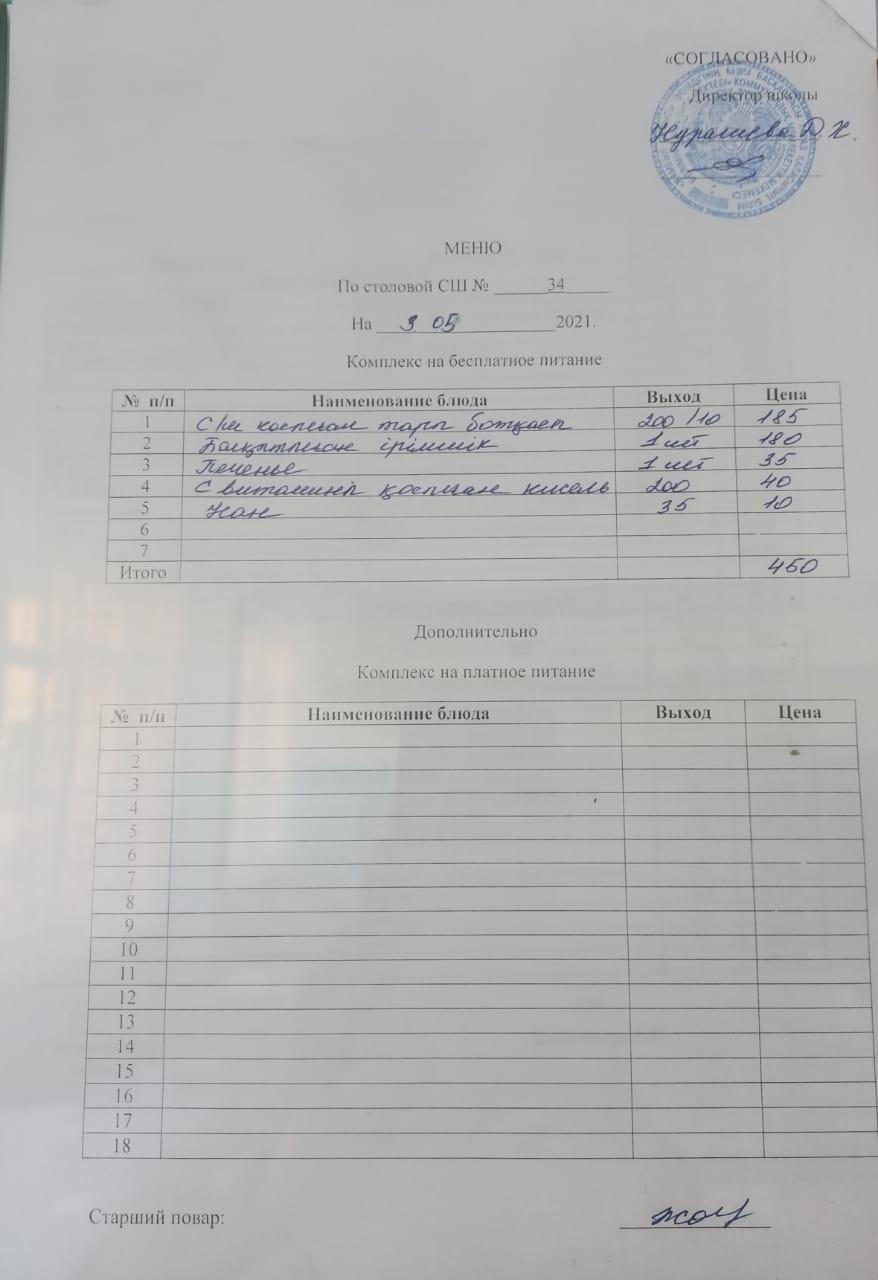 «СОГЛАСОВАНО»
Директор школы
Нуралиева Д.Х.
МЕНЮ
По столовой СШ № 34
На 3 05 2021.
Комплекс на бесплатное питание
№ п/п Наименование блюда Выход Цена
1 С/м қосылған тары ботқасы 200/10 185
2 Балқытылған ірімшік 1 шт 180
3 Печенье 1 шт 35
4 С витамині қосылған кисель 200 40
5 Нан 35 10
6
7
Итого 450
Дополнительно
Комплекс на платное питание
№ п/п Наименование блюда Выход Цена
1
2
3
4
5
6
7
8
9
10
11
12
13
14
15
16
17
18
Старший повар: